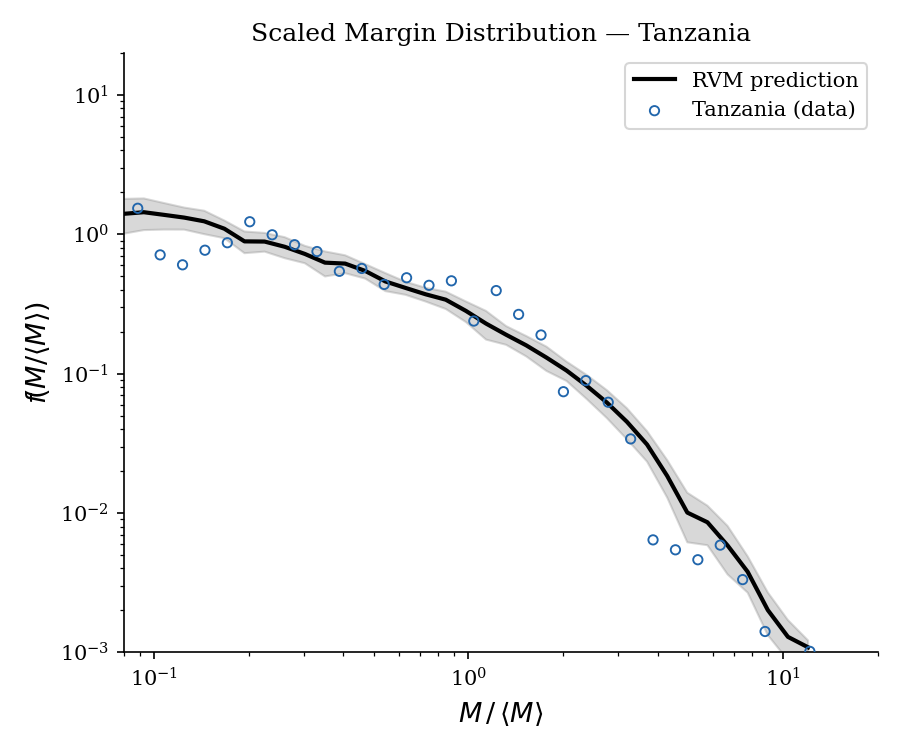 Scaled Margin Distribution — Tanzania
RVM prediction
Tanzania (data)
f(M/⟨M⟩)
10¹
10⁰
10⁻¹
10⁻²
10⁻³
10⁻¹ 10⁰ 10¹
M / ⟨M⟩